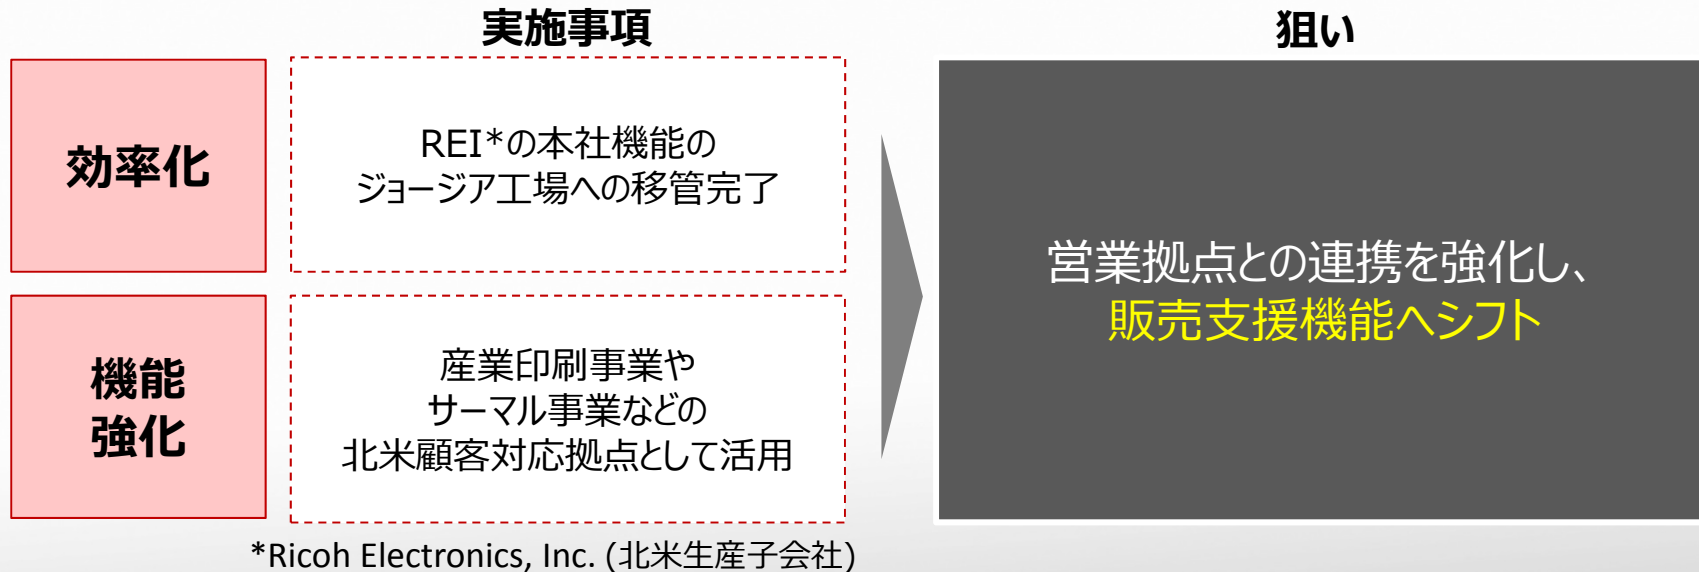 実施事項
狙い
効率化
REI*の本社機能の
ジョージア工場への移管完了
機能
強化
産業印刷事業や
サーマル事業などの
北米顧客対応拠点として活用
営業拠点との連携を強化し、
販売支援機能へシフト
*Ricoh Electronics, Inc. (北米生産子会社)